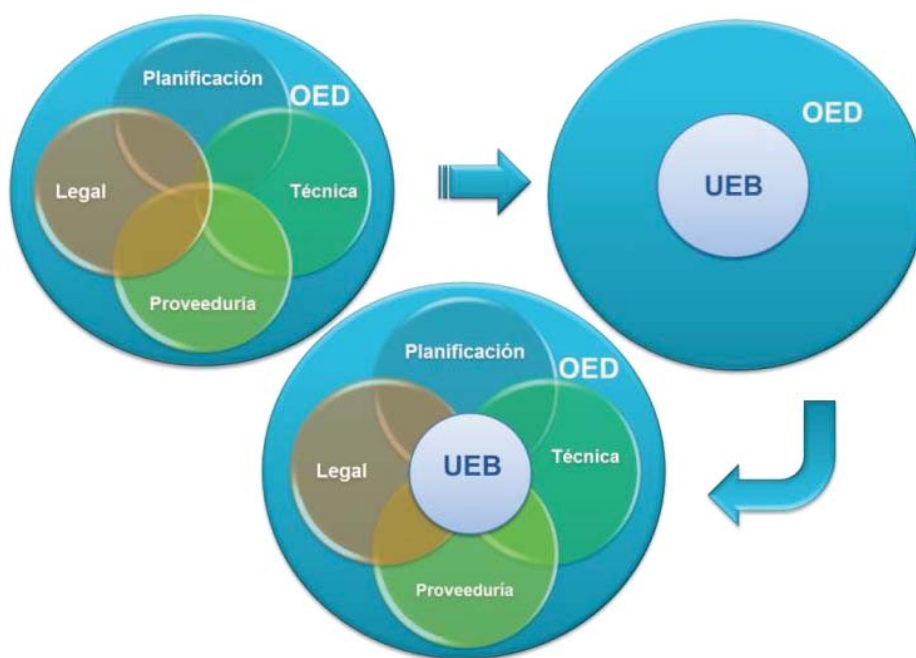 Planificación
OED
Legal
Técnica
Proveeduría
OED
UEB
Planificación
OED
Legal
UEB
Técnica
Proveeduría